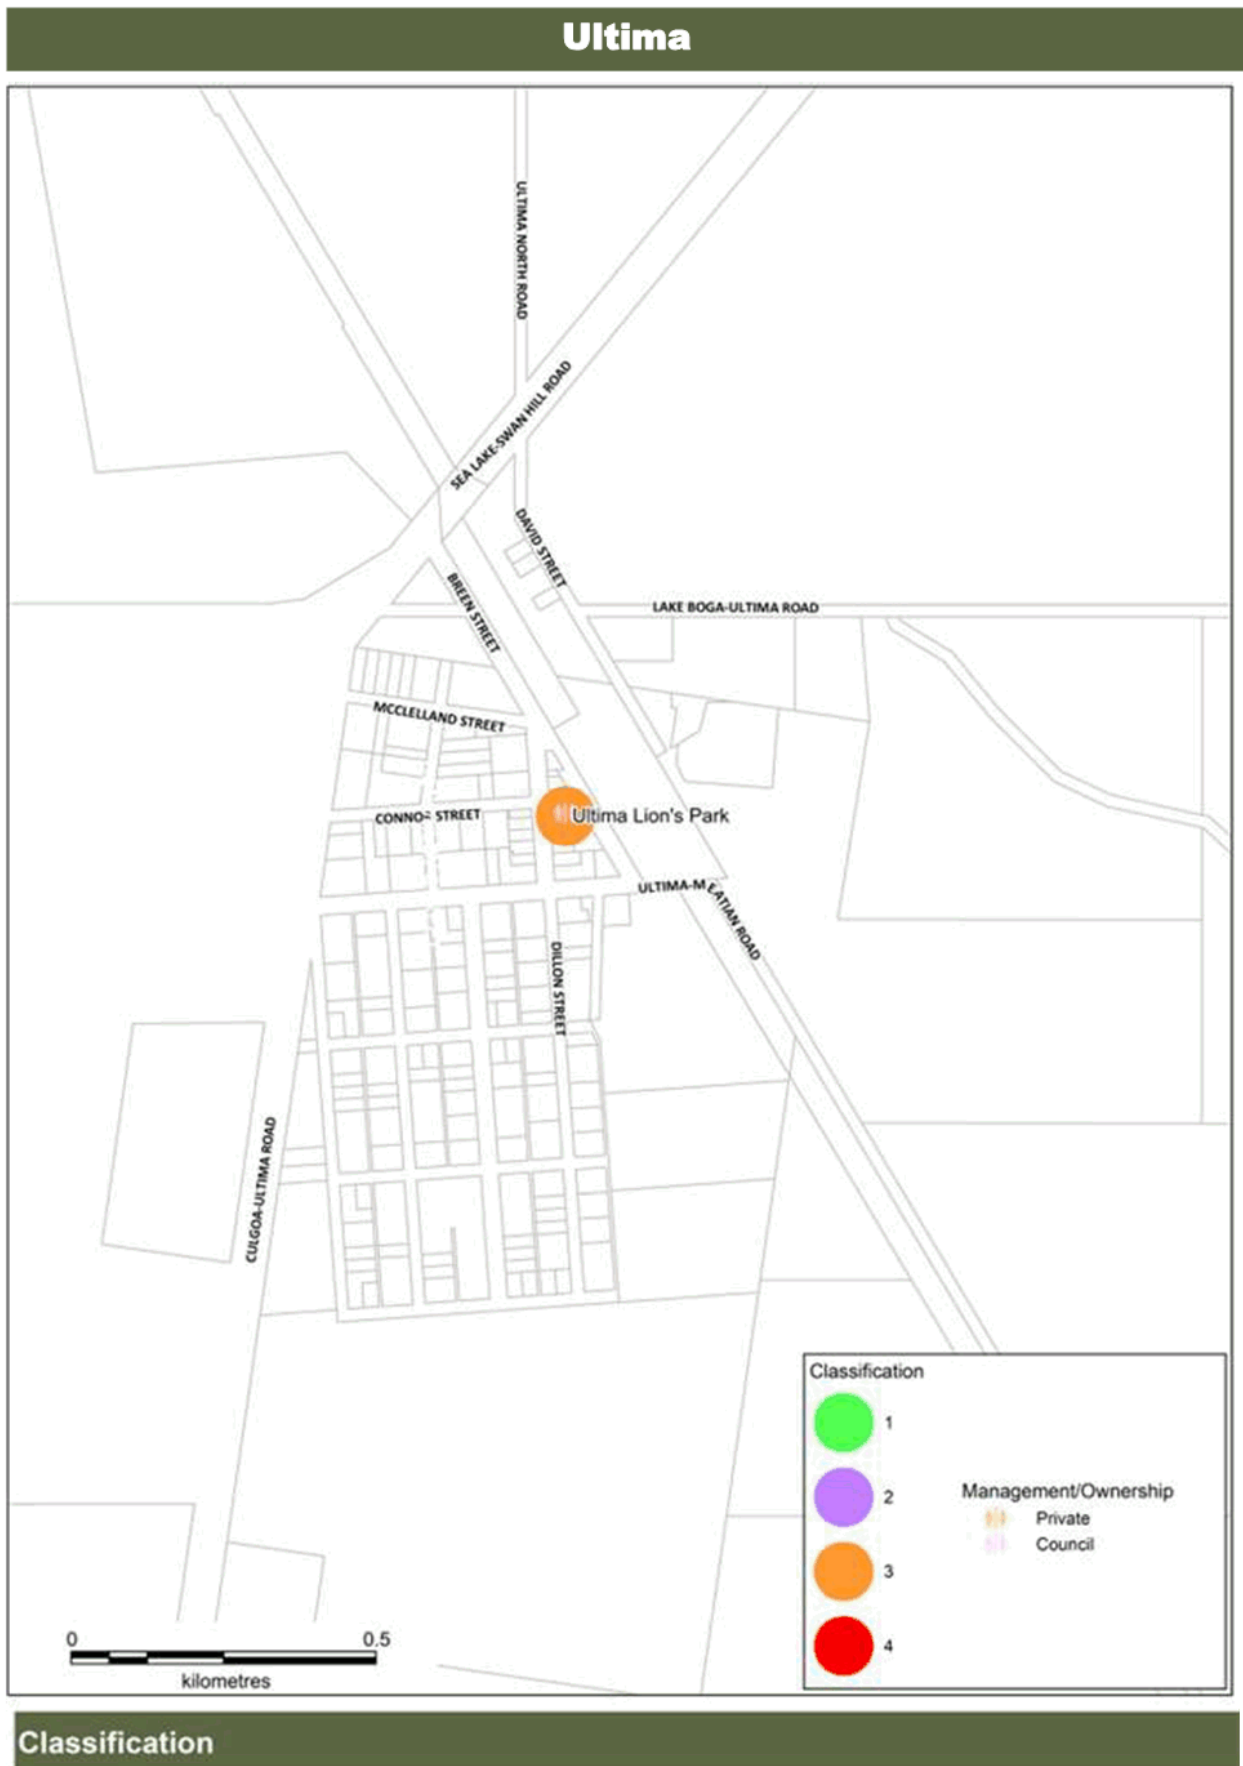 Ultima
ULTIMA NORTH ROAD
SEA LAKE-SWAN HILL ROAD
DAVID STREET
BREEN STREET
LAKE BOGA-ULTIMA ROAD
MCCLELLAND STREET
CONNOR STREET
Ultima Lion's Park
ULTIMA-MEATIAN ROAD
DILLON STREET
CULGOA-ULTIMA ROAD
Classification
1
2
3
4
Management/Ownership
Private
Council
0 0.5
kilometres
Classification